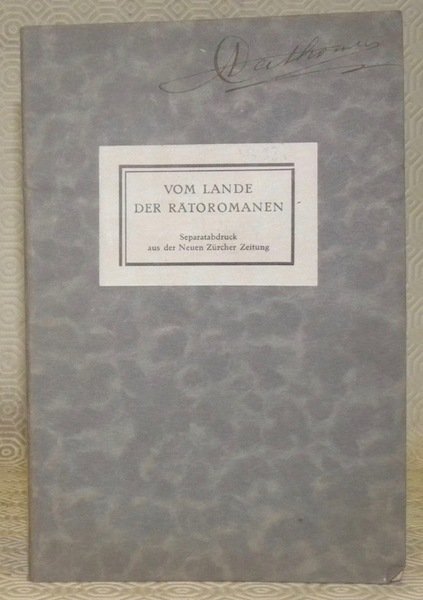 VOM LANDE
DER RÄTOROMANEN
Separatabdruck
aus der Neuen Zürcher Zeitung